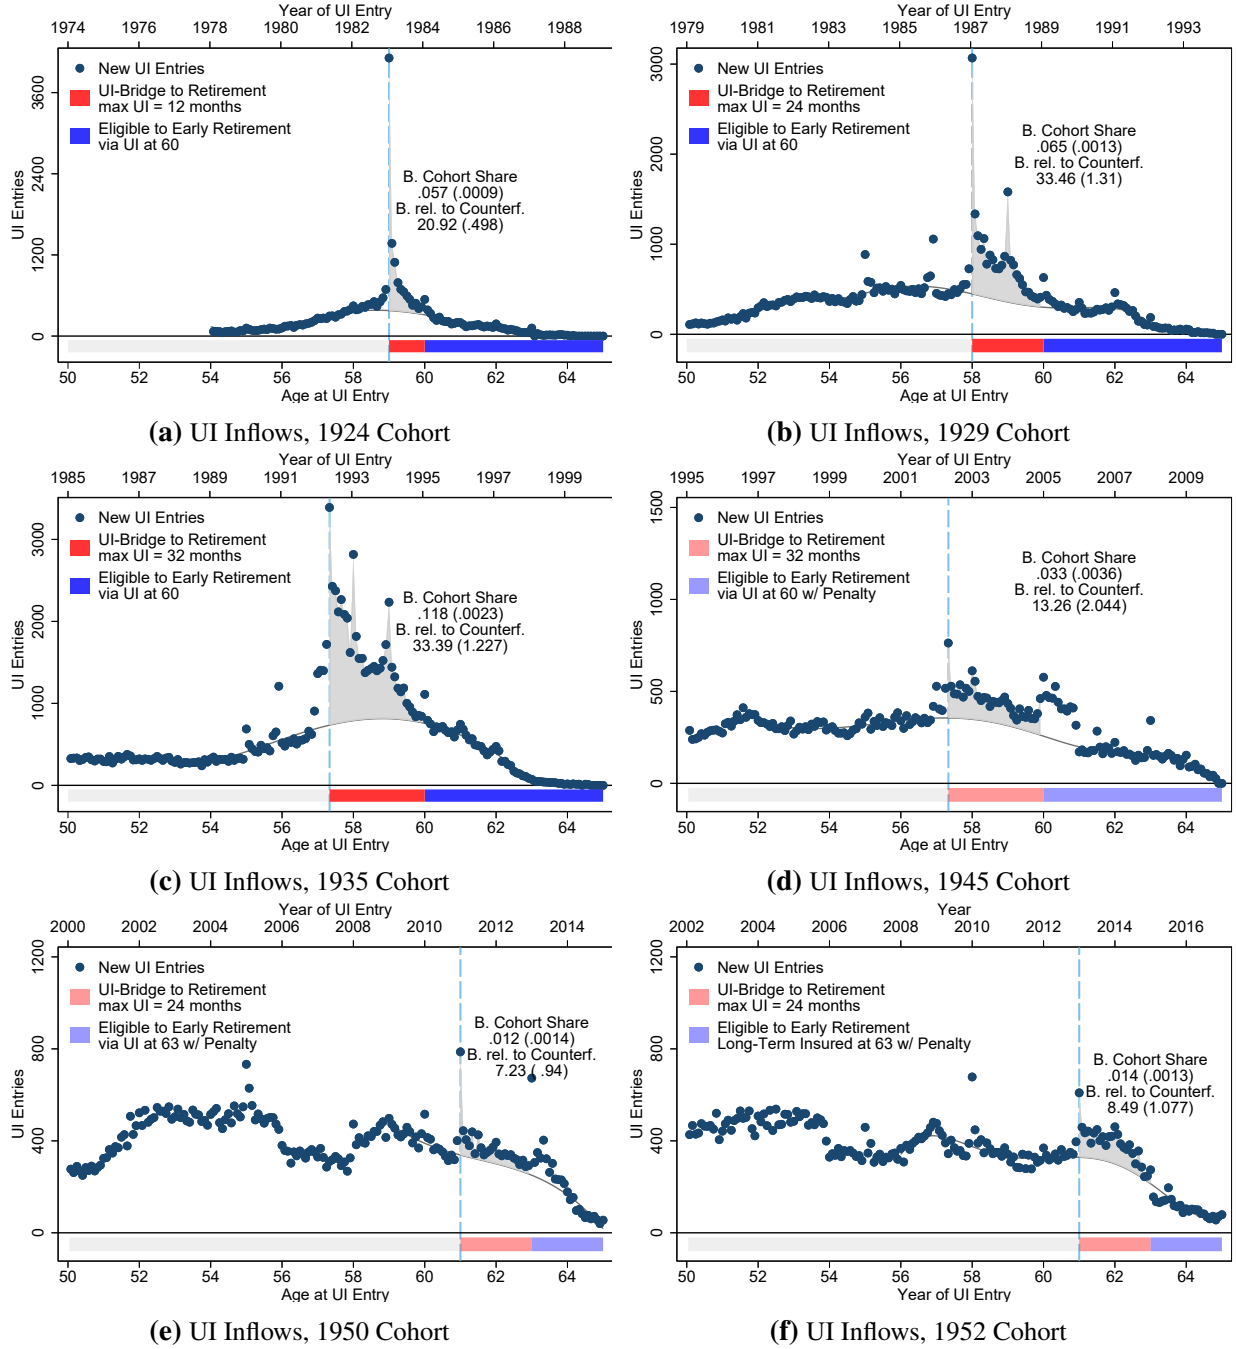 Year of UI Entry
1974 1976 1978 1980 1982 1984 1986 1988
UI Entries
0 1200 2400 3600
New UI Entries
UI-Bridge to Retirement
max UI = 12 months
Eligible to Early Retirement
via UI at 60
B. Cohort Share
.057 (.0009)
B. rel. to Counterf.
20.92 (.498)
50 52 54 56 58 60 62 64
Age at UI Entry
(a) UI Inflows, 1924 Cohort
Year of UI Entry
1979 1981 1983 1985 1987 1989 1991 1993
UI Entries
0 1000 2000 3000
New UI Entries
UI-Bridge to Retirement
max UI = 24 months
Eligible to Early Retirement
via UI at 60
B. Cohort Share
.065 (.0013)
B. rel. to Counterf.
33.46 (1.31)
50 52 54 56 58 60 62 64
Age at UI Entry
(b) UI Inflows, 1929 Cohort
Year of UI Entry
1985 1987 1989 1991 1993 1995 1997 1999
UI Entries
0 1000 2000 3000
New UI Entries
UI-Bridge to Retirement
max UI = 32 months
Eligible to Early Retirement
via UI at 60
B. Cohort Share
.118 (.0023)
B. rel. to Counterf.
33.39 (1.227)
50 52 54 56 58 60 62 64
Age at UI Entry
(c) UI Inflows, 1935 Cohort
Year of UI Entry
1995 1997 1999 2001 2003 2005 2007 2009
UI Entries
0 500 1000 1500
New UI Entries
UI-Bridge to Retirement
max UI = 32 months
Eligible to Early Retirement
via UI at 60 w/ Penalty
B. Cohort Share
.033 (.0036)
B. rel. to Counterf.
13.26 (2.044)
50 52 54 56 58 60 62 64
Age at UI Entry
(d) UI Inflows, 1945 Cohort
Year of UI Entry
2000 2002 2004 2006 2008 2010 2012 2014
UI Entries
0 400 800 1200
New UI Entries
UI-Bridge to Retirement
max UI = 24 months
Eligible to Early Retirement
via UI at 63 w/ Penalty
B. Cohort Share
.012 (.0014)
B. rel. to Counterf.
7.23 ( .94)
50 52 54 56 58 60 62 64
Age at UI Entry
(e) UI Inflows, 1950 Cohort
Year
2002 2004 2006 2008 2010 2012 2014 2016
UI Entries
0 400 800 1200
New UI Entries
UI-Bridge to Retirement
max UI = 24 months
Eligible to Early Retirement
Long-Term Insured at 63 w/ Penalty
B. Cohort Share
.014 (.0013)
B. rel. to Counterf.
8.49 (1.077)
50 52 54 56 58 60 62 64
Year of UI Entry
(f) UI Inflows, 1952 Cohort